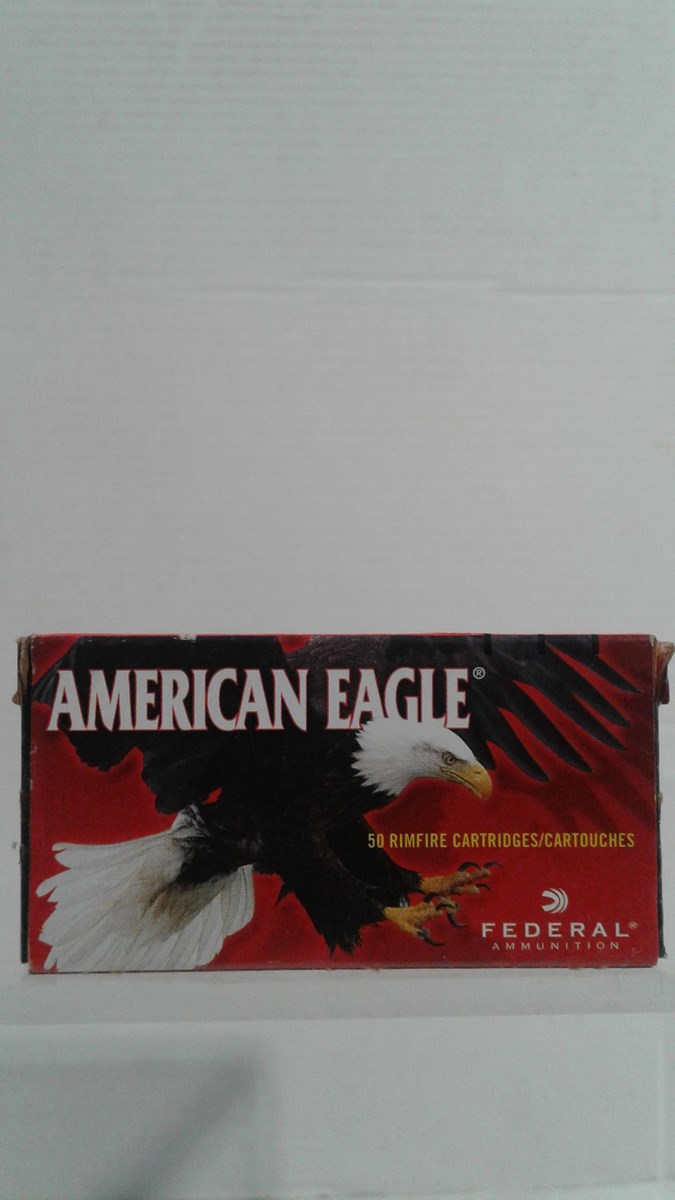 AMERICAN EAGLE®
50 RIMFIRE CARTRIDGES/CARTOUCHES
FEDERAL®
AMMUNITION